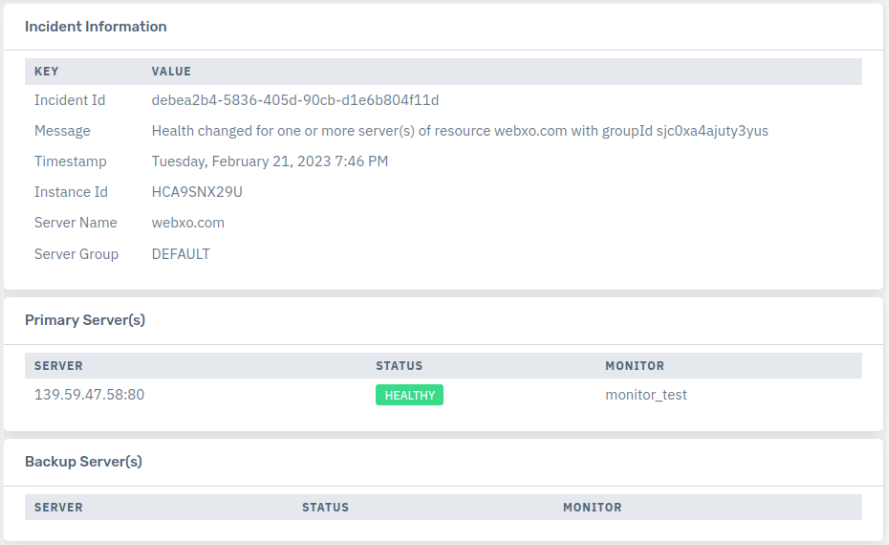 Incident Information
KEY VALUE
Incident Id debea2b4-5836-405d-90cb-d1e6b804f11d
Message Health changed for one or more server(s) of resource webxo.com with groupId sjc0xa4ajuty3yus
Timestamp Tuesday, February 21, 2023 7:46 PM
Instance Id HCA9SNX29U
Server Name webxo.com
Server Group DEFAULT
Primary Server(s)
SERVER STATUS MONITOR
139.59.47.58:80 HEALTHY monitor_test
Backup Server(s)
SERVER STATUS MONITOR